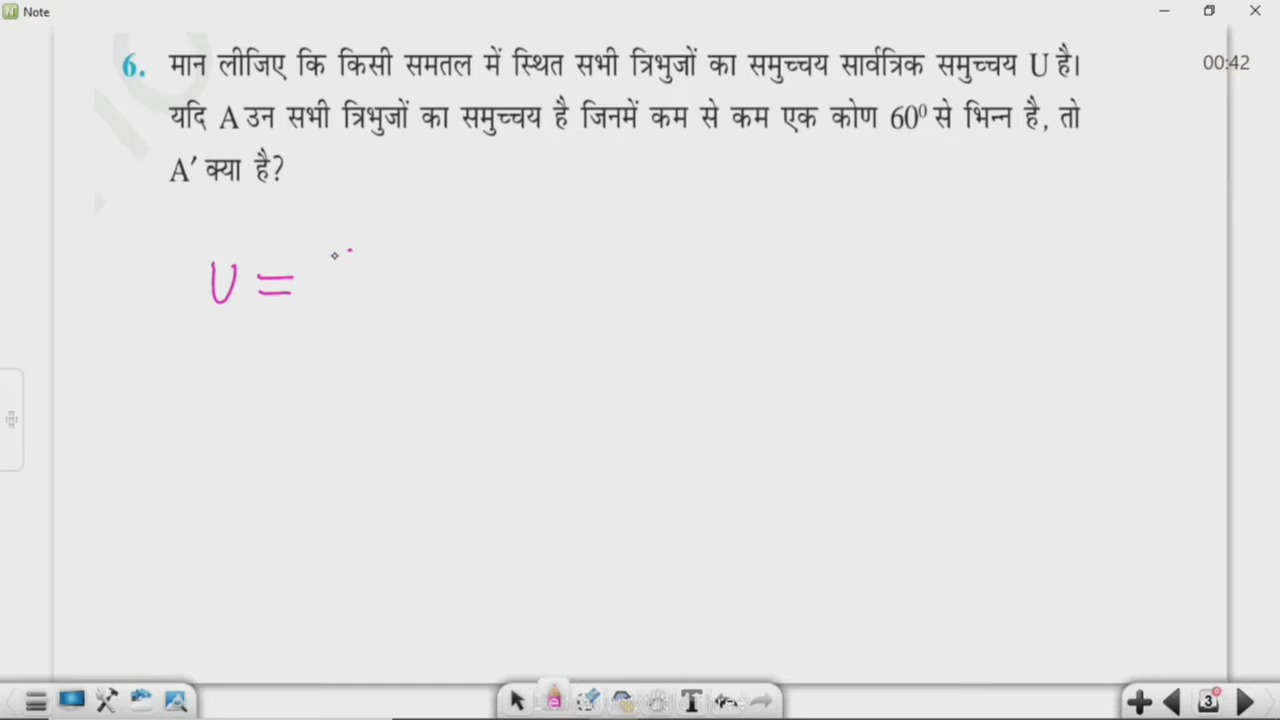 Note
00:42
6. मान लीजिए कि किसी समतल में स्थित सभी त्रिभुजों का समुच्चय सार्वत्रिक समुच्चय U है।
यदि A उन सभी त्रिभुजों का समुच्चय है जिनमें कम से कम एक कोण 60⁰ से भिन्न है, तो
A′ क्या है?
U =
3